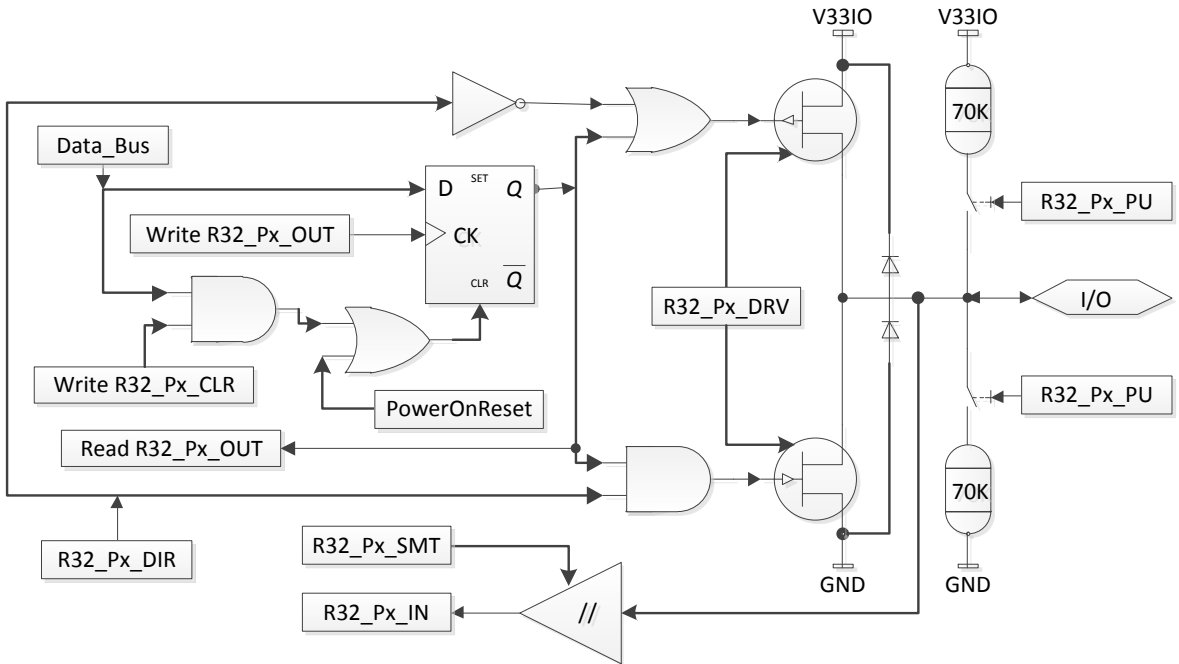 V33IO
V33IO
70K
Data_Bus
D
SET
Q
R32_Px_PU
Write R32_Px_OUT
CK
CLR
Q
R32_Px_DRV
I/O
Write R32_Px_CLR
PowerOnReset
R32_Px_PU
Read R32_Px_OUT
70K
R32_Px_DIR
R32_Px_SMT
GND
GND
R32_Px_IN
//